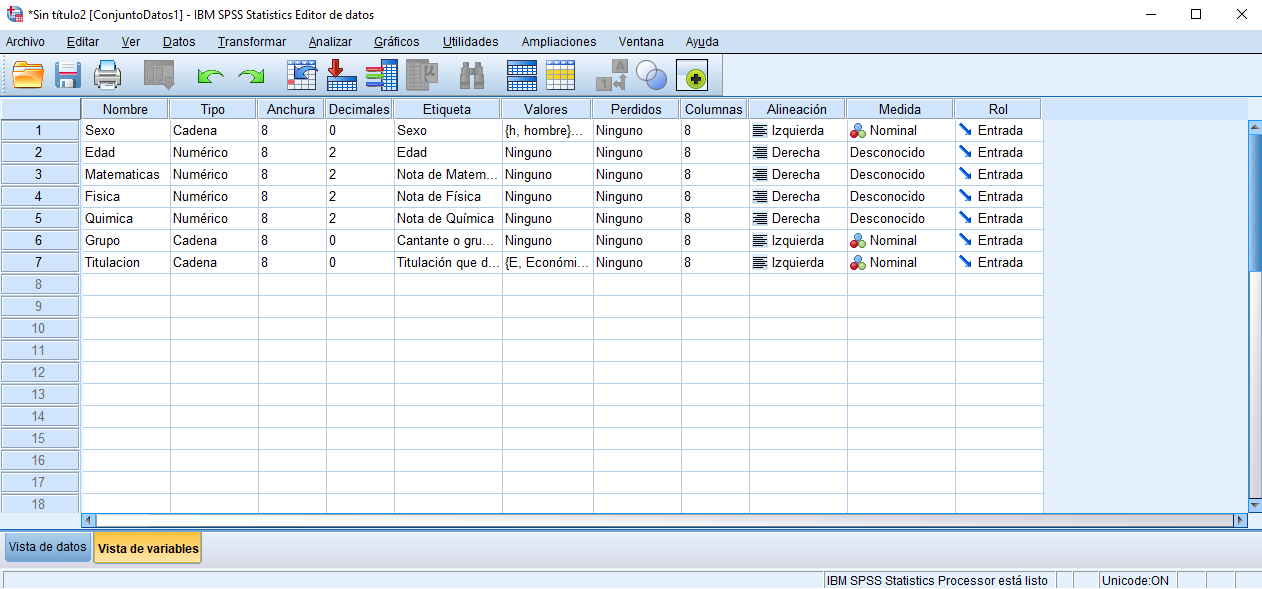 *Sin título2 [ConjuntoDatos1] - IBM SPSS Statistics Editor de datos
Archivo Editar Ver Datos Transformar Analizar Gráficos Utilidades Ampliaciones Ventana Ayuda
Nombre Tipo Anchura Decimales Etiqueta Valores Perdidos Columnas Alineación Medida Rol
1 Sexo Cadena 8 0 Sexo {h, hombre}... Ninguno 8 Izquierda Nominal Entrada
2 Edad Numérico 8 2 Edad Ninguno Ninguno 8 Derecha Desconocido Entrada
3 Matematicas Numérico 8 2 Nota de Matem... Ninguno Ninguno 8 Derecha Desconocido Entrada
4 Fisica Numérico 8 2 Nota de Física Ninguno Ninguno 8 Derecha Desconocido Entrada
5 Quimica Numérico 8 2 Nota de Química Ninguno Ninguno 8 Derecha Desconocido Entrada
6 Grupo Cadena 8 0 Cantante o gru... Ninguno Ninguno 8 Izquierda Nominal Entrada
7 Titulacion Cadena 8 0 Titulación que d... {E, Económi... Ninguno 8 Izquierda Nominal Entrada
8
9
10
11
12
13
14
15
16
17
18
Vista de datos Vista de variables
IBM SPSS Statistics Processor está listo Unicode:ON